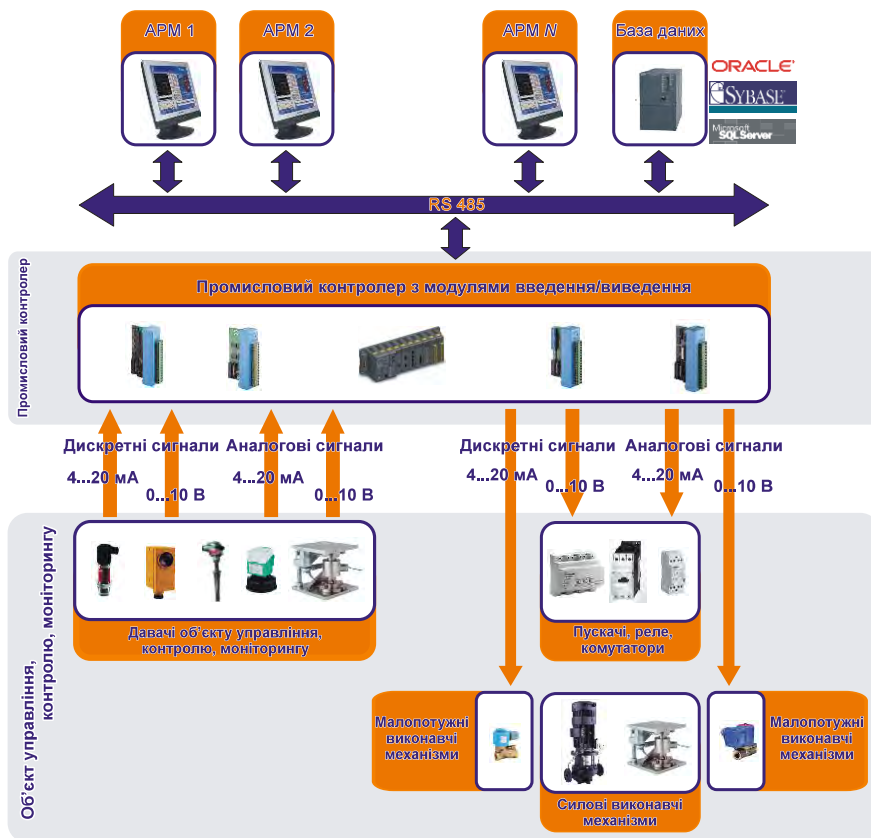 АРМ 1
АРМ 2
АРМ N
База даних
ORACLE
SYBASE
Microsoft
SQL Server
RS 485
Промисловий контролер
Промисловий контролер з модулями введення/виведення
Дискретні сигнали
4...20 мА
0...10 В
Аналогові сигнали
4...20 мА
0...10 В
Дискретні сигнали
4...20 мА
0...10 В
Аналогові сигнали
4...20 мА
0...10 В
Об'єкт управління,
контролю, моніторингу
Давачі об'єкту управління,
контролю, моніторингу
Пускачі, реле,
комутатори
Малопотужні
виконавчі
механізми
Силові виконавчі
механізми
Малопотужні
виконавчі
механізми